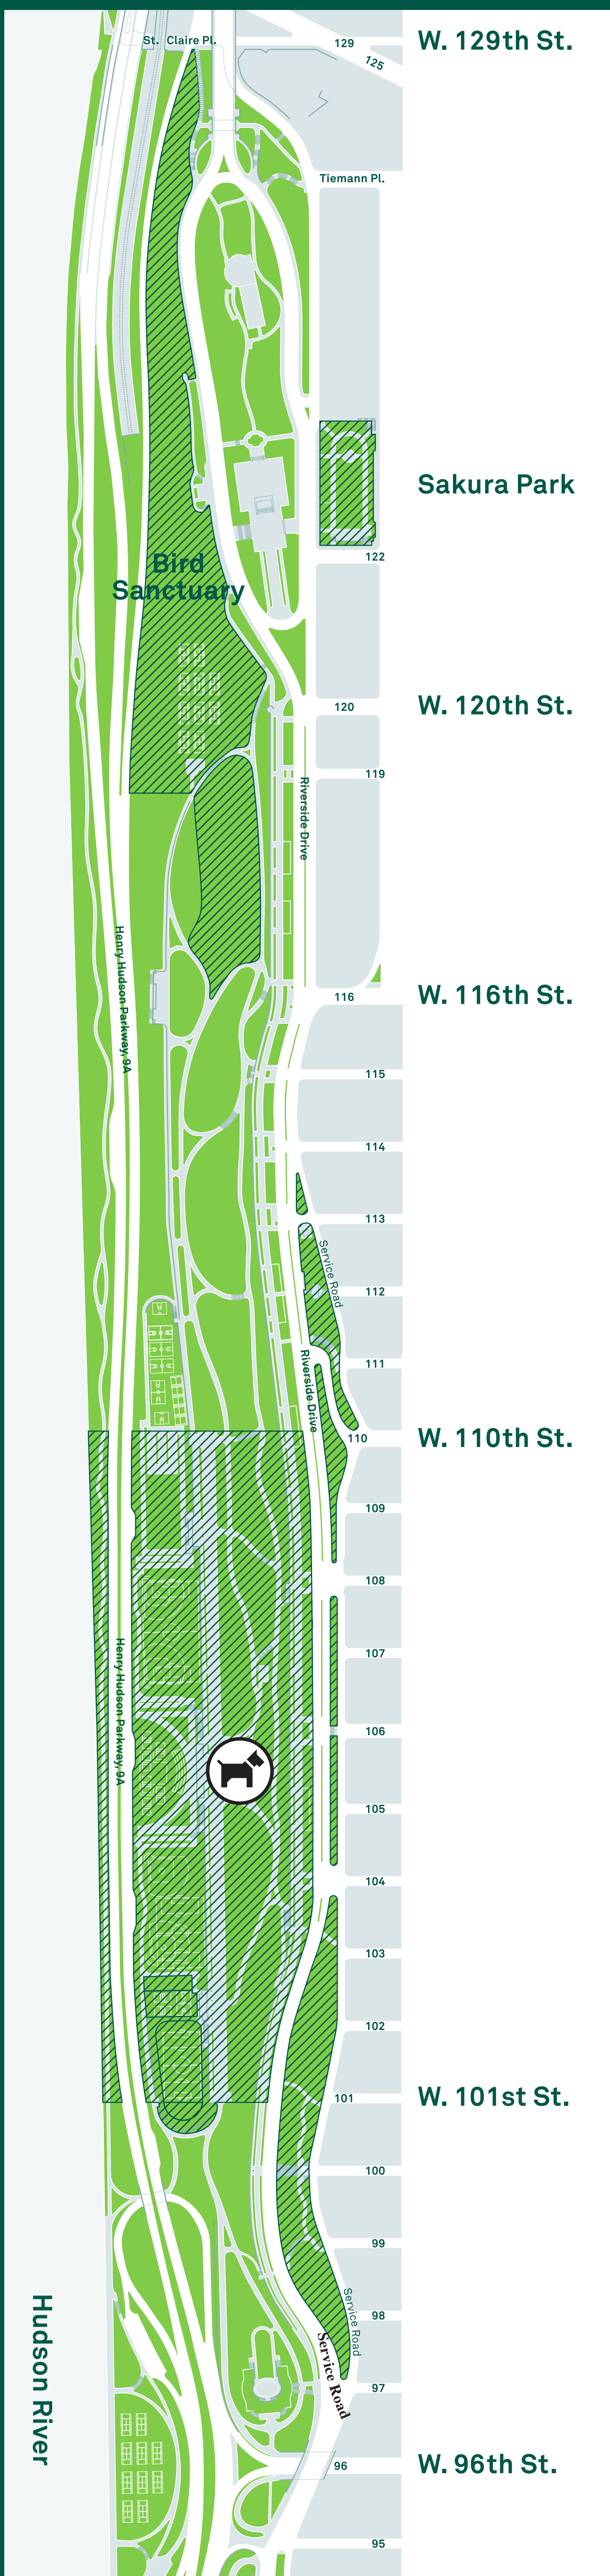 St. Claire Pl.
129
W. 129th St.
125
Tiemann Pl.
Sakura Park
122
Bird
Sanctuary
120
W. 120th St.
119
Riverside Drive
Henry Hudson Parkway, 9A
116
W. 116th St.
115
114
113
Service Road
112
111
Riverside Drive
110
W. 110th St.
109
108
107
Henry Hudson Parkway, 9A
106
105
104
103
102
101
W. 101st St.
100
99
98
Service Road
Service Road
Hudson River
97
96
W. 96th St.
95